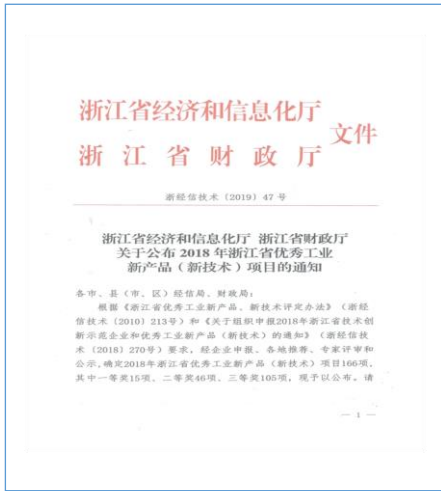 浙江省经济和信息化厅
浙江省财政厅
文件
浙经信技术〔2019〕47 号
浙江省经济和信息化厅 浙江省财政厅
关于公布 2018 年浙江省优秀工业
新产品（新技术）项目的通知
各市、县（市、区）经信局、财政局：
根据《浙江省优秀工业新产品、新技术评定办法》（浙经
信技术〔2010〕213号）和《关于组织申报2018年浙江省技术创
新示范企业和优秀工业新产品（新技术）的通知》（浙经信技
术〔2018〕270号）要求，经企业申报、各地推荐、专家评审和
公示，确定2018年浙江省优秀工业新产品（新技术）项目166项，
其中一等奖15项、二等奖46项、三等奖105项，现予以公布。请
— 1 —